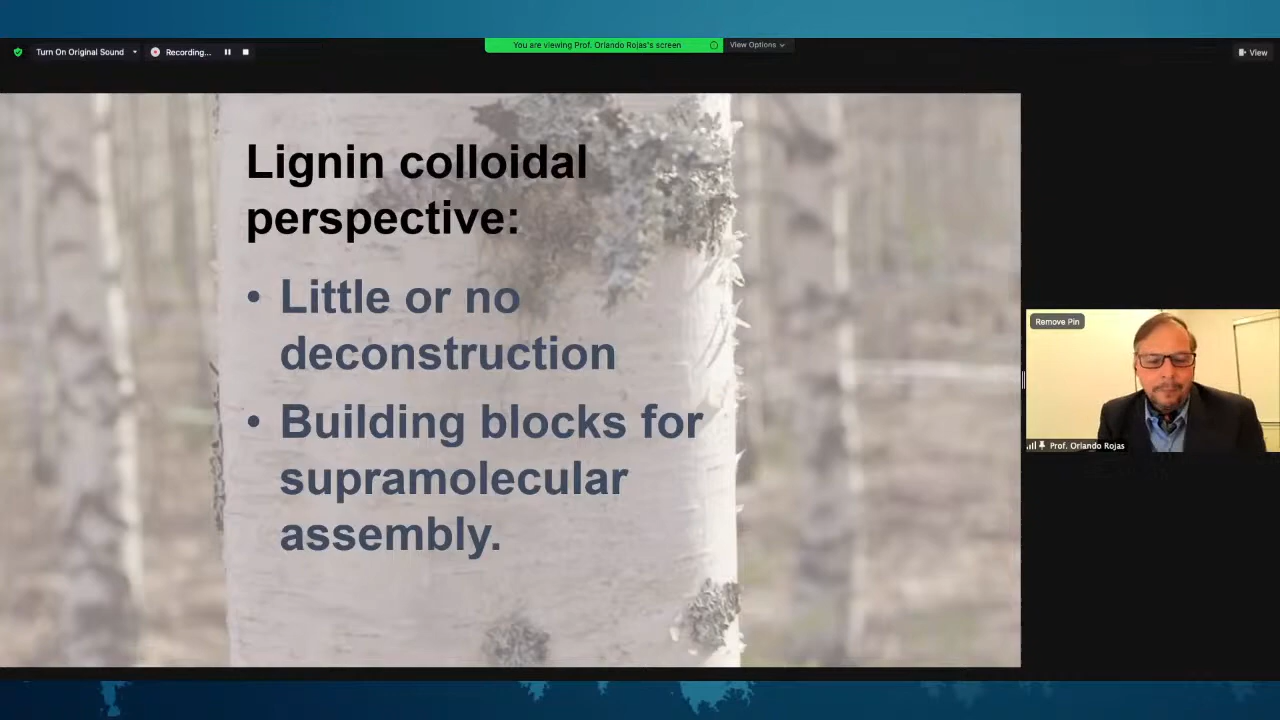 You are viewing Prof. Orlando Rojas's screen
View Options
Turn On Original Sound
Recording...
View
Lignin colloidal
perspective:
• Little or no
deconstruction
• Building blocks for
supramolecular
assembly.
Remove Pin
Prof. Orlando Rojas